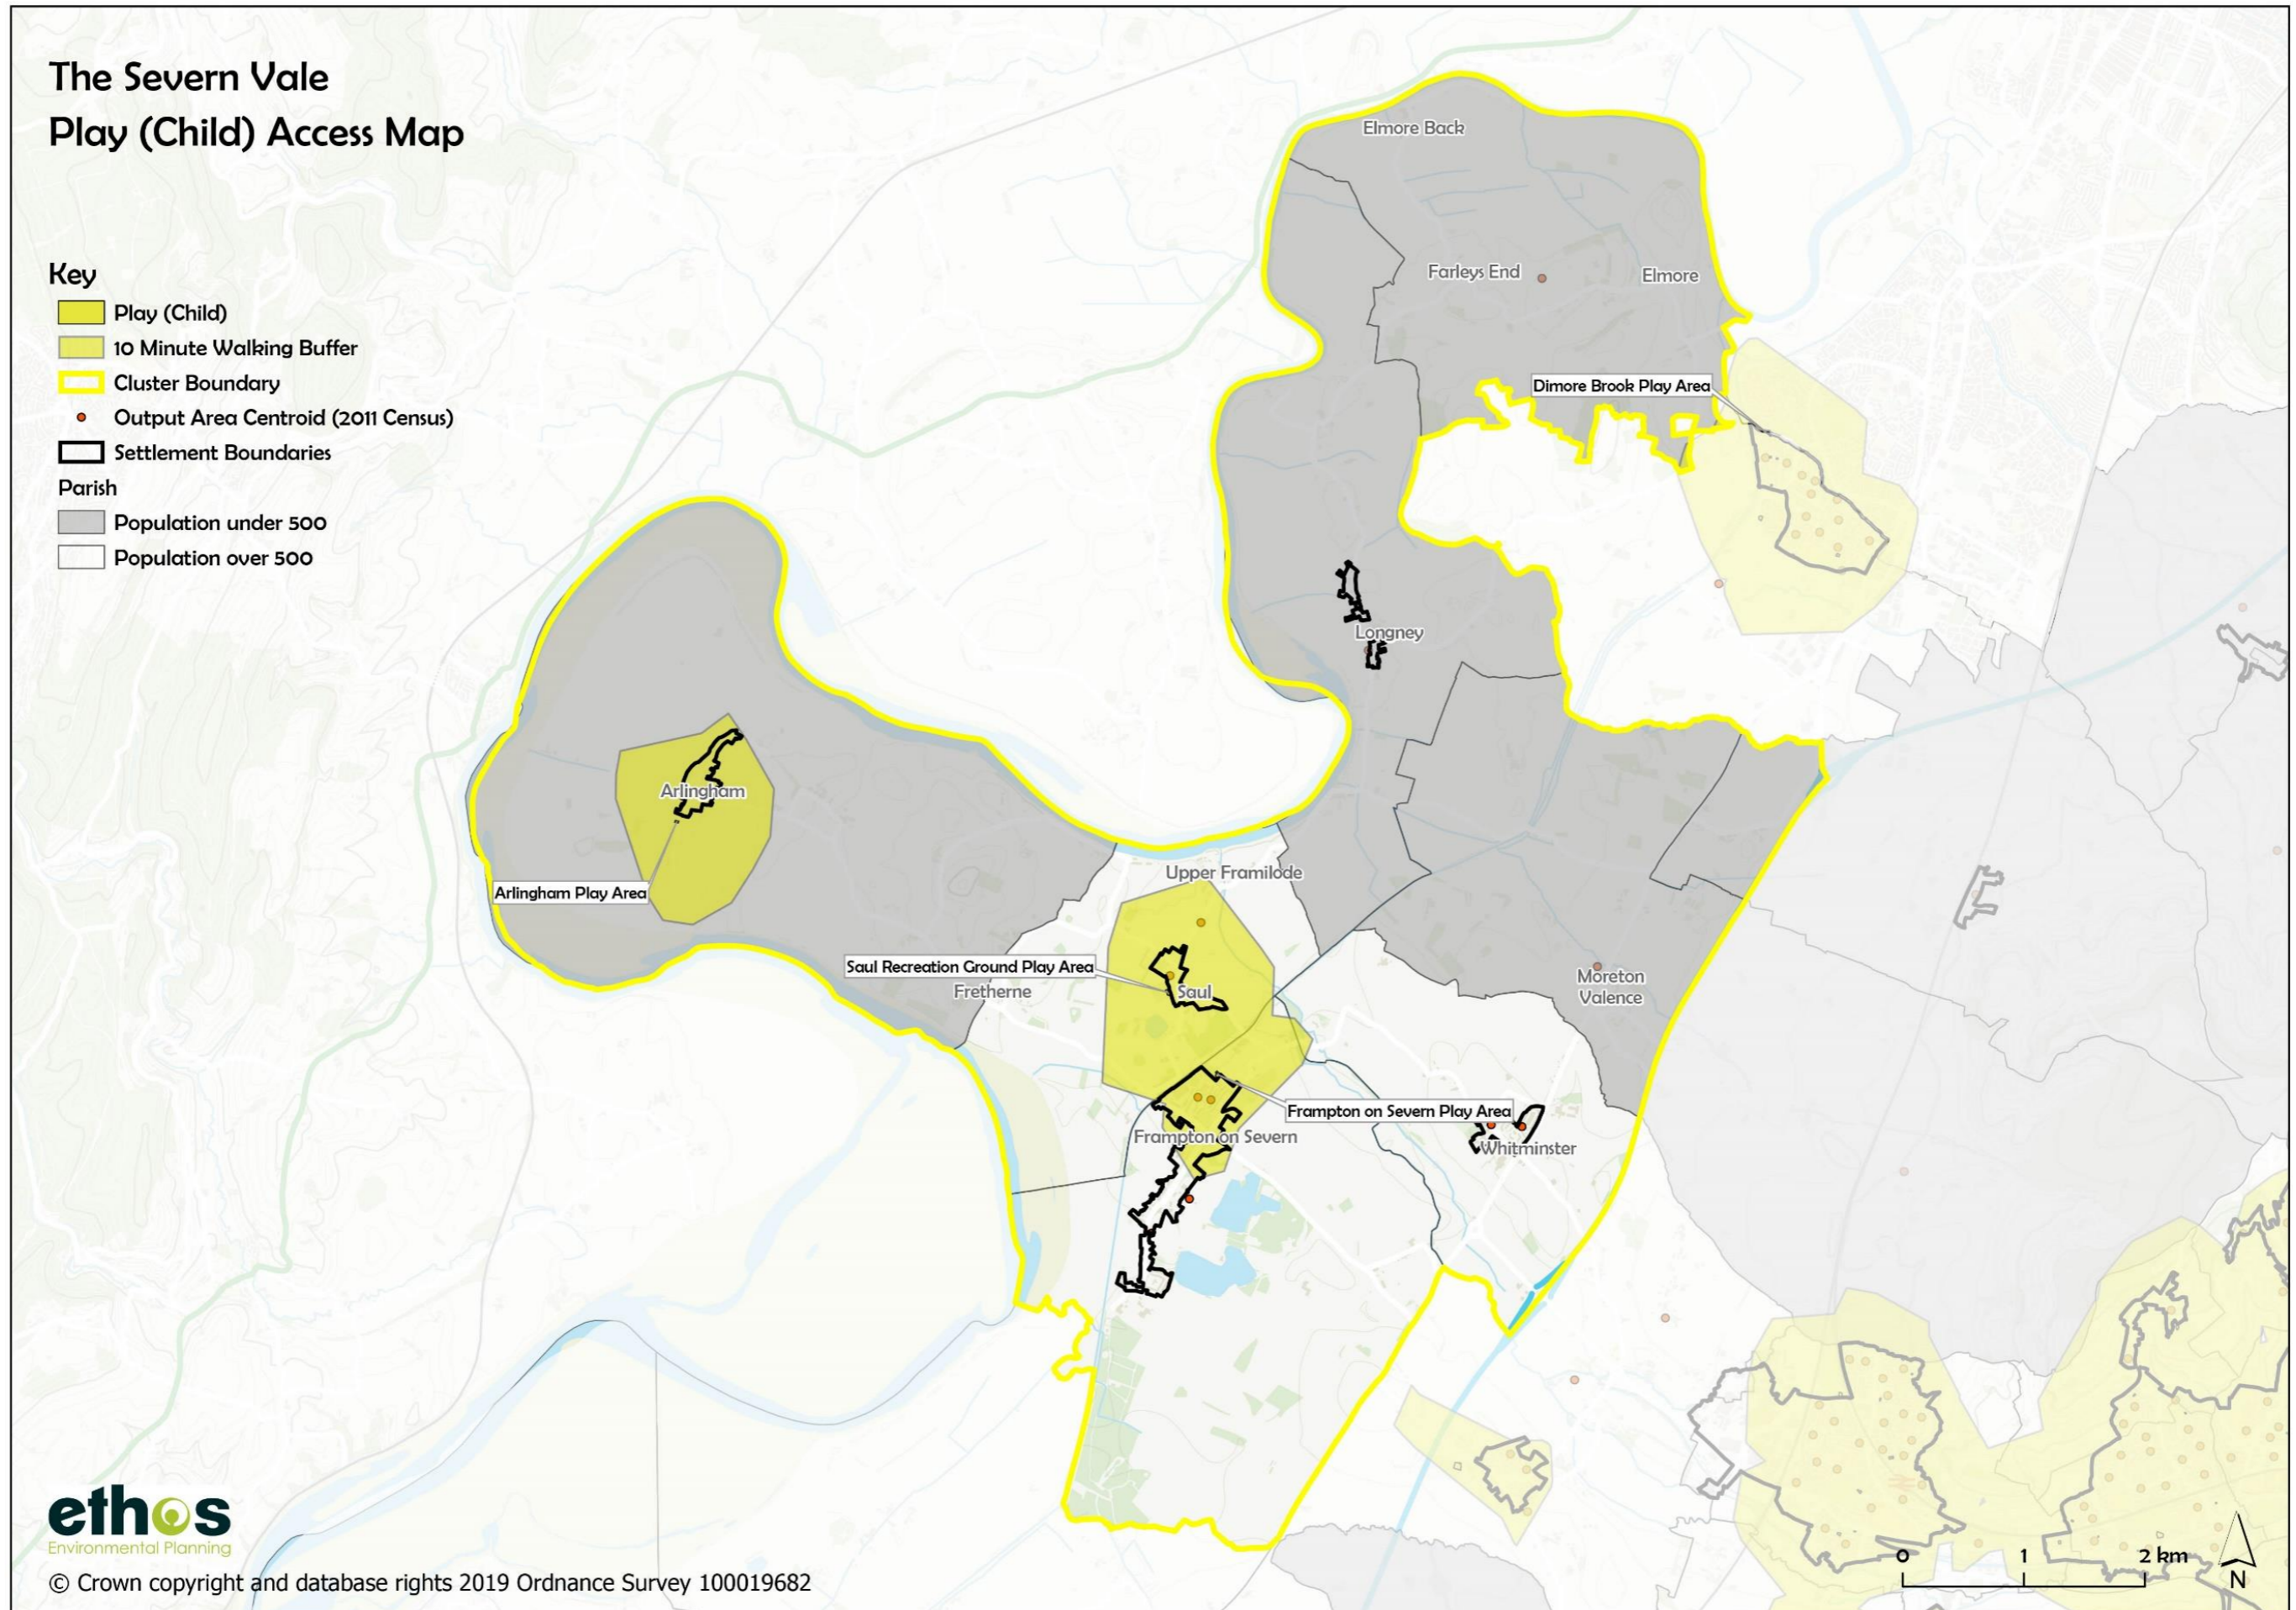 The Severn Vale
Play (Child) Access Map
Key
Play (Child)
10 Minute Walking Buffer
Cluster Boundary
Output Area Centroid (2011 Census)
Settlement Boundaries
Parish
Population under 500
Population over 500
Elmore Back
Farleys End
Elmore
Dimore Brook Play Area
Longney
Arlingham
Arlingham Play Area
Upper Framilode
Saul Recreation Ground Play Area
Fretherne
Saul
Moreton
Valence
Frampton on Severn Play Area
Frampton on Severn
Whitminster
ethos
Environmental Planning
© Crown copyright and database rights 2019 Ordnance Survey 100019682
0 1 2 km
N